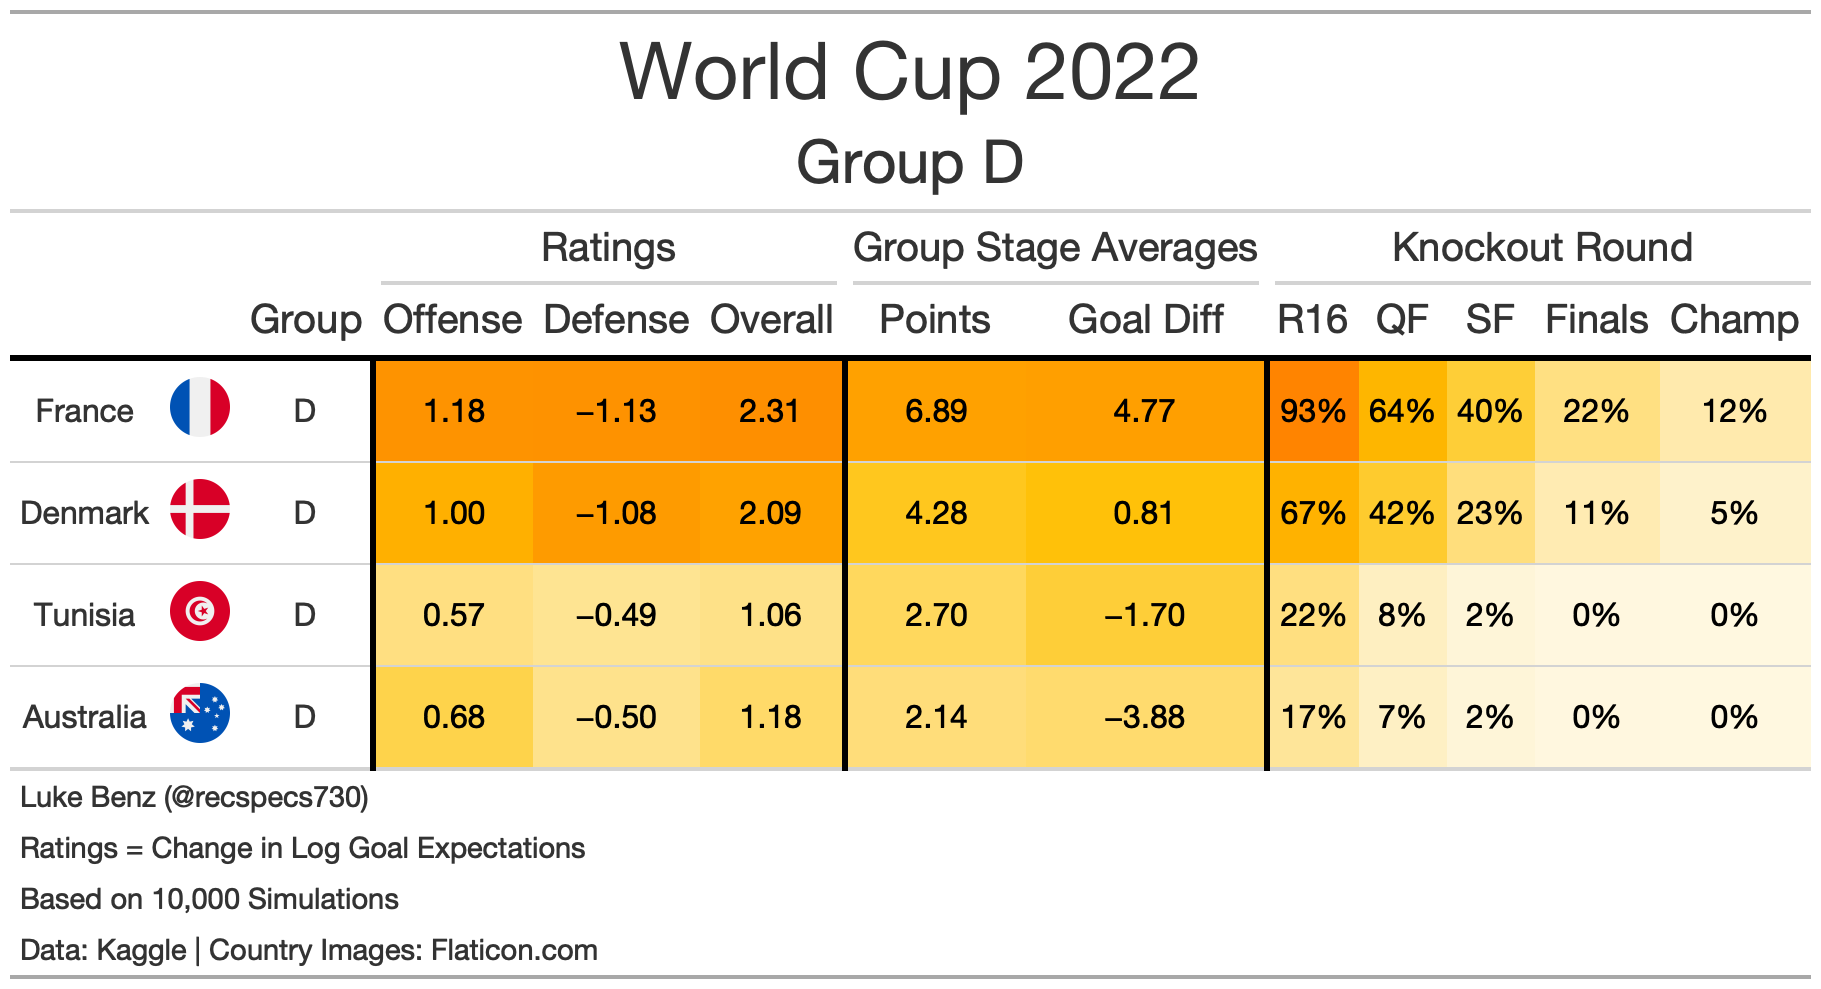 World Cup 2022
Group D
Ratings Group Stage Averages Knockout Round
Group Offense Defense Overall Points Goal Diff R16 QF SF Finals Champ
France D 1.18 −1.13 2.31 6.89 4.77 93% 64% 40% 22% 12%
Denmark D 1.00 −1.08 2.09 4.28 0.81 67% 42% 23% 11% 5%
Tunisia D 0.57 −0.49 1.06 2.70 −1.70 22% 8% 2% 0% 0%
Australia D 0.68 −0.50 1.18 2.14 −3.88 17% 7% 2% 0% 0%
Luke Benz (@recspecs730)
Ratings = Change in Log Goal Expectations
Based on 10,000 Simulations
Data: Kaggle | Country Images: Flaticon.com